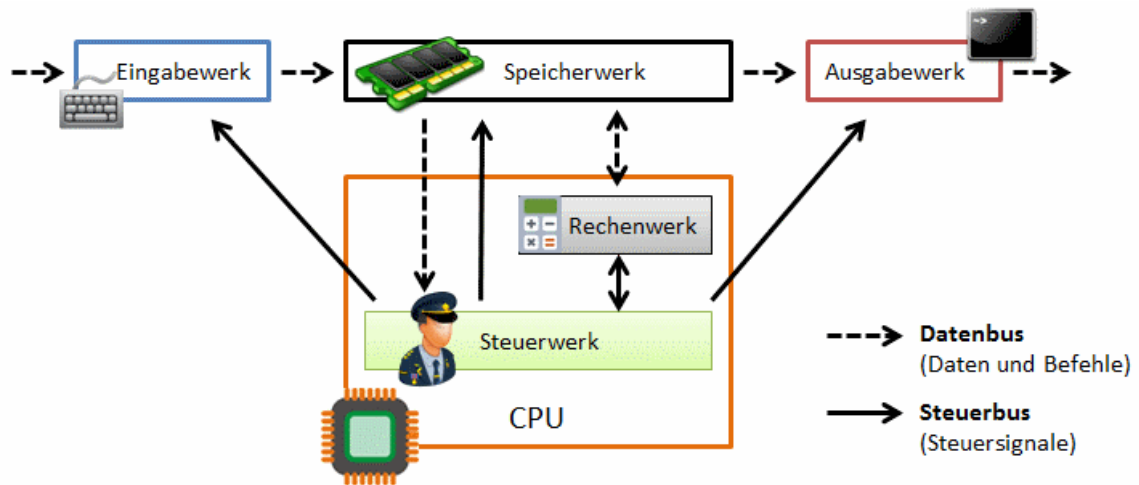 Eingabewerk
Speicherwerk
Ausgabewerk
Rechenwerk
Steuerwerk
CPU
Datenbus
(Daten und Befehle)
Steuerbus
(Steuersignale)